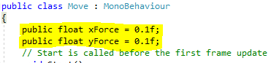 public class Move : MonoBehaviour
{
public float xForce = 0.1f;
public float yForce = 0.1f;
// Start is called before the first frame update